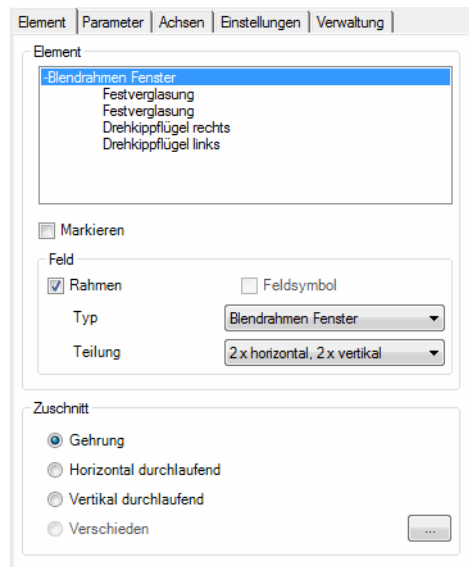 Element Parameter Achsen Einstellungen Verwaltung
Element
-Blendrahmen Fenster
Festverglasung
Festverglasung
Drehkippflügel rechts
Drehkippflügel links
Markieren
Feld
Rahmen Feldsymbol
Typ Blendrahmen Fenster
Teilung 2 x horizontal, 2 x vertikal
Zuschnitt
Gehrung
Horizontal durchlaufend
Vertikal durchlaufend
Verschieden ...